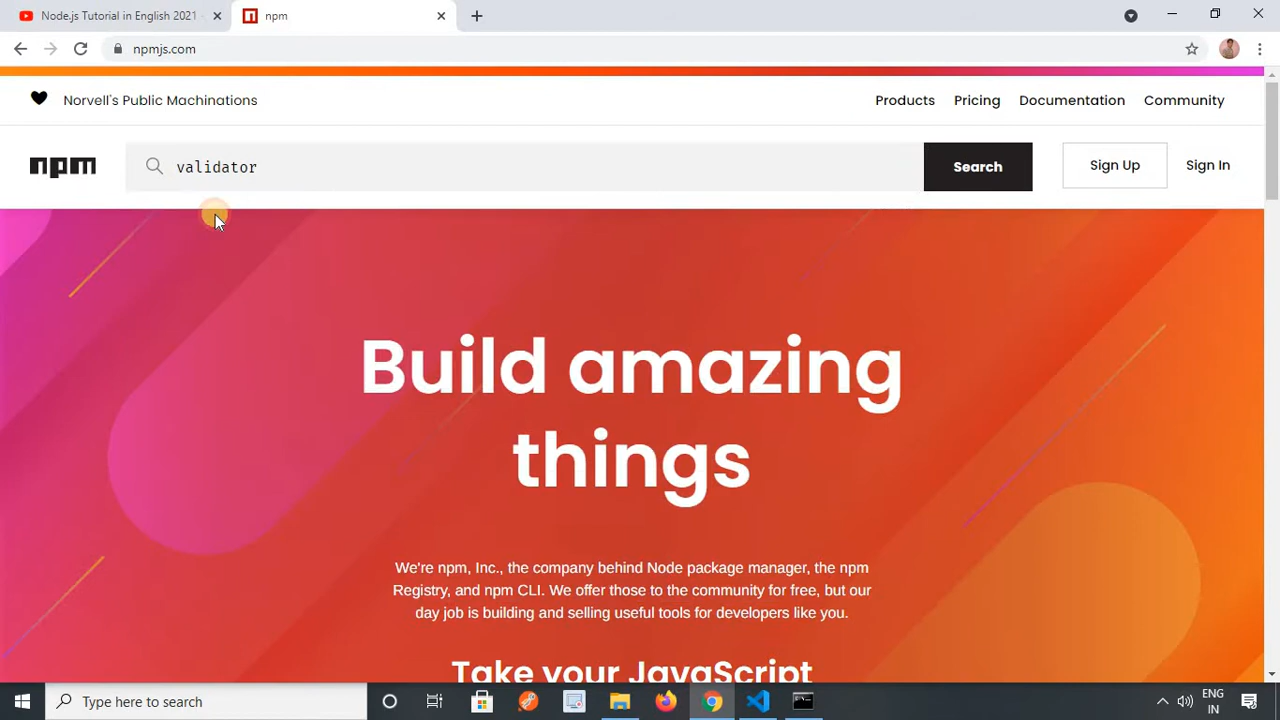 Node.js Tutorial in English 2021
npm
npmjs.com
Norvell's Public Machinations
Products
Pricing
Documentation
Community
npm
validator
Search
Sign Up
Sign In
Build amazing
things
We're npm, Inc., the company behind Node package manager, the npm
Registry, and npm CLI. We offer those to the community for free, but our
day job is building and selling useful tools for developers like you.
Take your JavaScript
Type here to search
ENG
IN